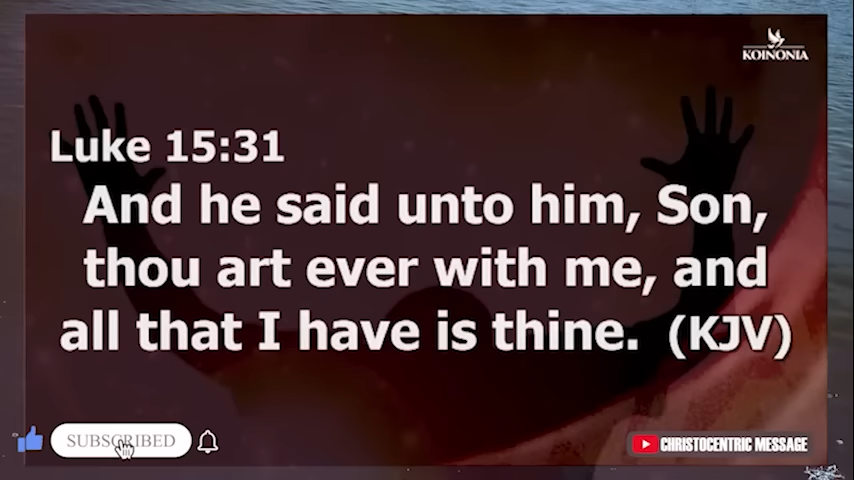 KOINONIA
Luke 15:31
And he said unto him, Son,
thou art ever with me, and
all that I have is thine. (KJV)
SUBSCRIBED
CHRISTOCENTRIC MESSAGE